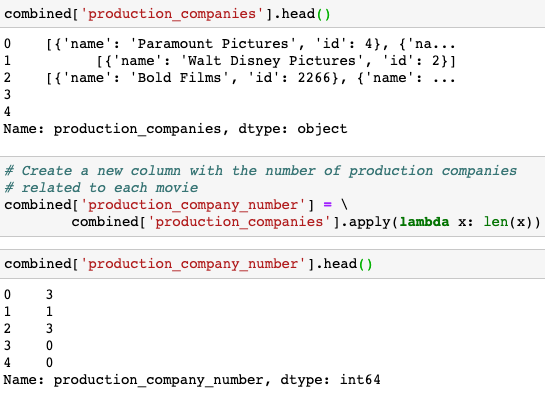 combined['production_companies'].head()
0    [{'name': 'Paramount Pictures', 'id': 4}, {'na...
1          [{'name': 'Walt Disney Pictures', 'id': 2}]
2    [{'name': 'Bold Films', 'id': 2266}, {'name': ...
3
4
Name: production_companies, dtype: object
# Create a new column with the number of production companies
# related to each movie
combined['production_company_number'] = \
        combined['production_companies'].apply(lambda x: len(x))
combined['production_company_number'].head()
0    3
1    1
2    3
3    0
4    0
Name: production_company_number, dtype: int64